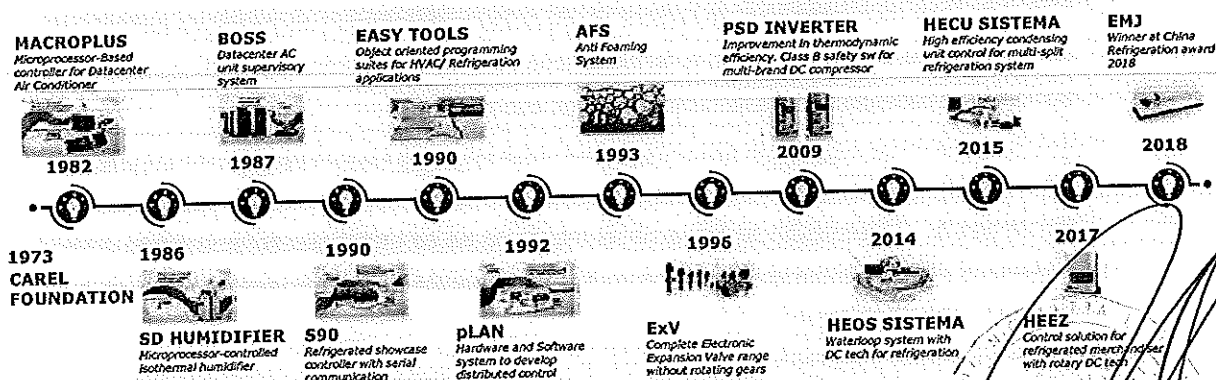 MACROPLUS
Microprocessor-Based
controller for Datacenter
Air Conditioner
1982
BOSS
Datacenter AC
unit supervisory
system
1987
EASY TOOLS
Object oriented programming
suites for HVAC/ Refrigeration
applications
1990
AFS
Anti Foaming
System
1993
PSD INVERTER
Improvement in thermodynamic
efficiency. Class B safety sw for
multi-brand DC compressor
2009
HECU SISTEMA
High efficiency condensing
unit control for multi-split
refrigeration system
2015
EMJ
Winner at China
Refrigeration award
2018
2018
1973
CAREL
FOUNDATION
1986
SD HUMIDIFIER
Microprocessor-controlled
isothermal humidifier
1990
S90
Refrigerated showcase
controller with serial
communication
1992
pLAN
Hardware and Software
system to develop
distributed control
1996
ExV
Complete Electronic
Expansion Valve range
without rotating gears
2014
HEOS SISTEMA
Waterloop system with
DC tech for refrigeration
2017
HEEZ
Control solution for
refrigerated merchandiser
with rotary DC tech